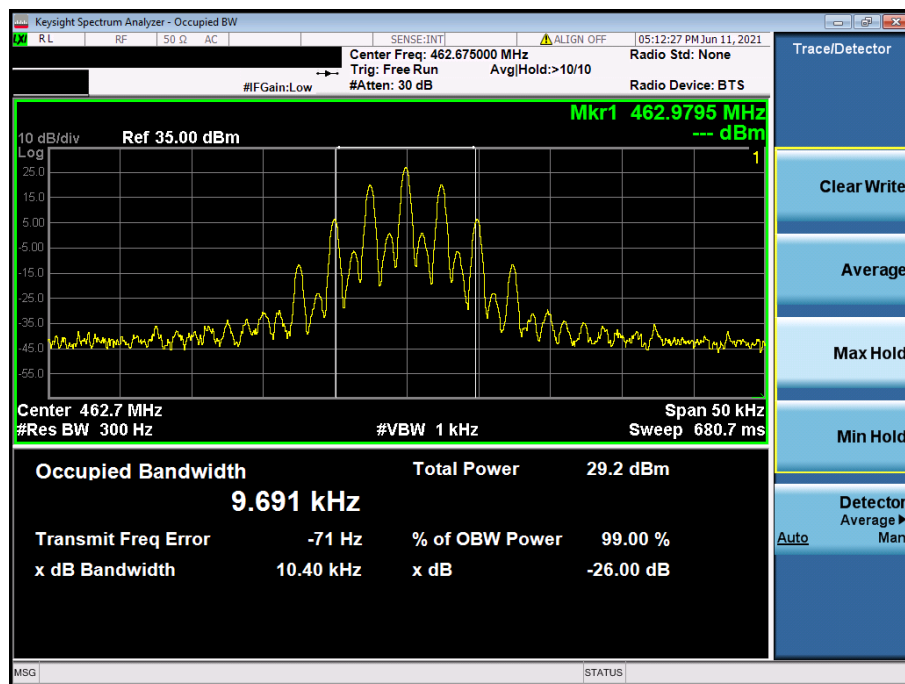 Keysight Spectrum Analyzer - Occupied BW
LXI RL RF 50 Ω AC SENSE:INT ALIGN OFF 05:12:27 PM Jun 11, 2021
Center Freq: 462.675000 MHz Radio Std: None
Trig: Free Run Avg|Hold:>10/10
#IFGain:Low #Atten: 30 dB Radio Device: BTS
Trace/Detector
Mkr1 462.9795 MHz
--- dBm
10 dB/div Ref 35.00 dBm
Log
1
25.0
15.0
5.00
-5.00
-15.0
-25.0
-35.0
-45.0
-55.0
Center 462.7 MHz Span 50 kHz
#Res BW 300 Hz #VBW 1 kHz Sweep 680.7 ms
Occupied Bandwidth Total Power 29.2 dBm
9.691 kHz
Transmit Freq Error -71 Hz % of OBW Power 99.00 %
x dB Bandwidth 10.40 kHz x dB -26.00 dB
Clear Write
Average
Max Hold
Min Hold
Detector
Average
Auto Man
MSG STATUS